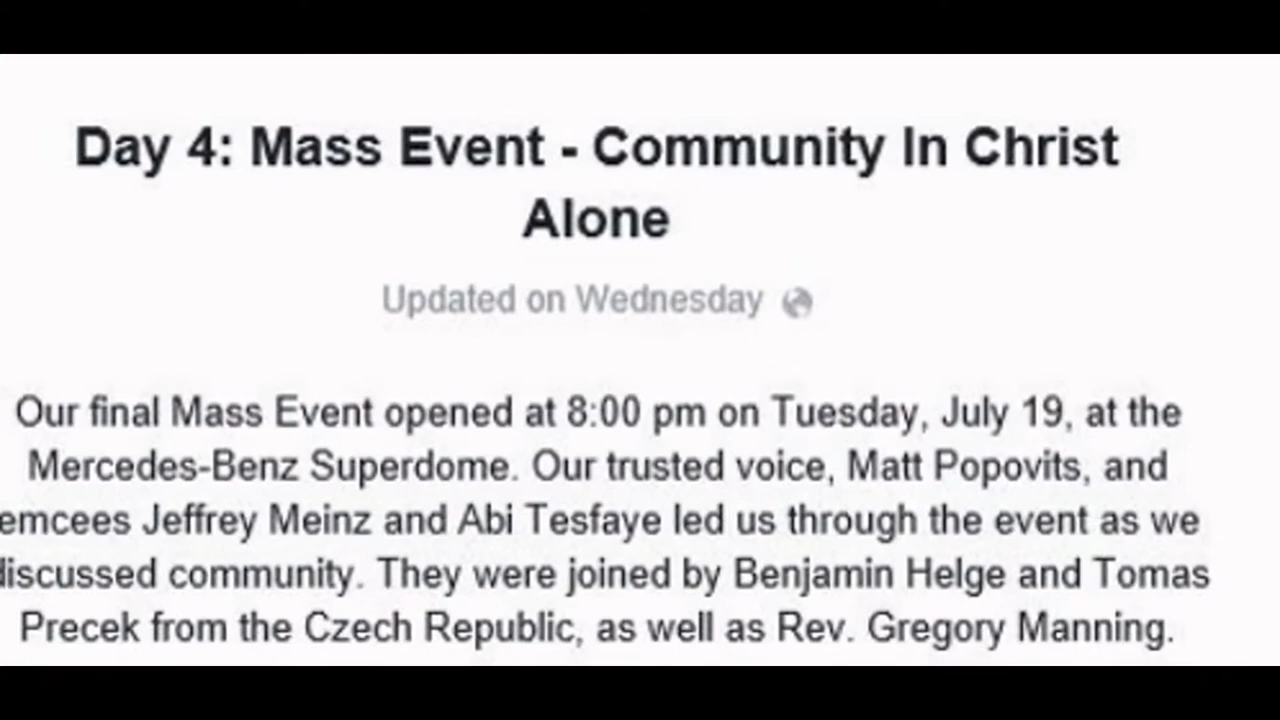 Day 4: Mass Event - Community In Christ
Alone
Updated on Wednesday
Our final Mass Event opened at 8:00 pm on Tuesday, July 19, at the
Mercedes-Benz Superdome. Our trusted voice, Matt Popovits, and
emcees Jeffrey Meinz and Abi Tesfaye led us through the event as we
discussed community. They were joined by Benjamin Helge and Tomas
Precek from the Czech Republic, as well as Rev. Gregory Manning.